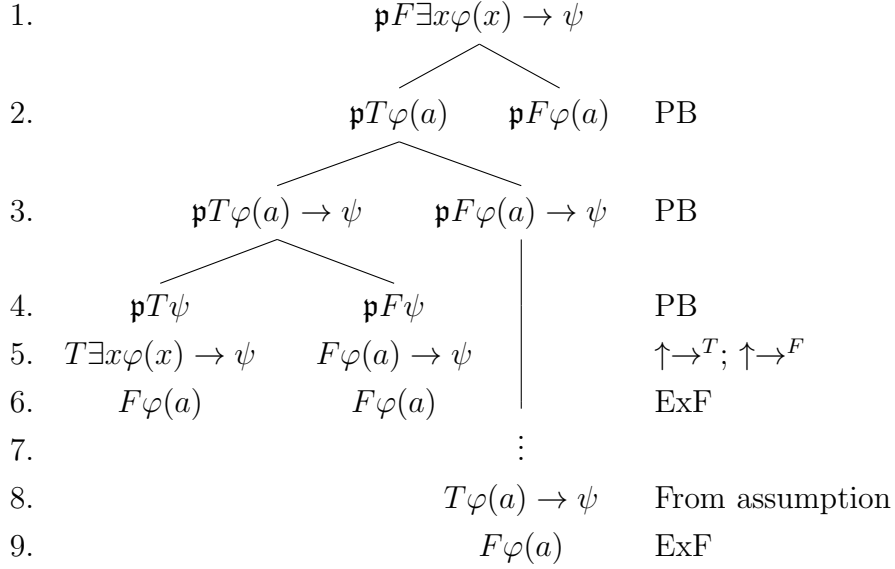 1. 𝔭F∃xφ(x) → ψ
2. 𝔭Tφ(a) 𝔭Fφ(a) PB
3. 𝔭Tφ(a) → ψ 𝔭Fφ(a) → ψ PB
4. 𝔭Tψ 𝔭Fψ PB
5. T∃xφ(x) → ψ Fφ(a) → ψ ↑→ᵀ; ↑→ᶠ
6. Fφ(a) Fφ(a) ExF
7. ⋮
8. Tφ(a) → ψ From assumption
9. Fφ(a) ExF